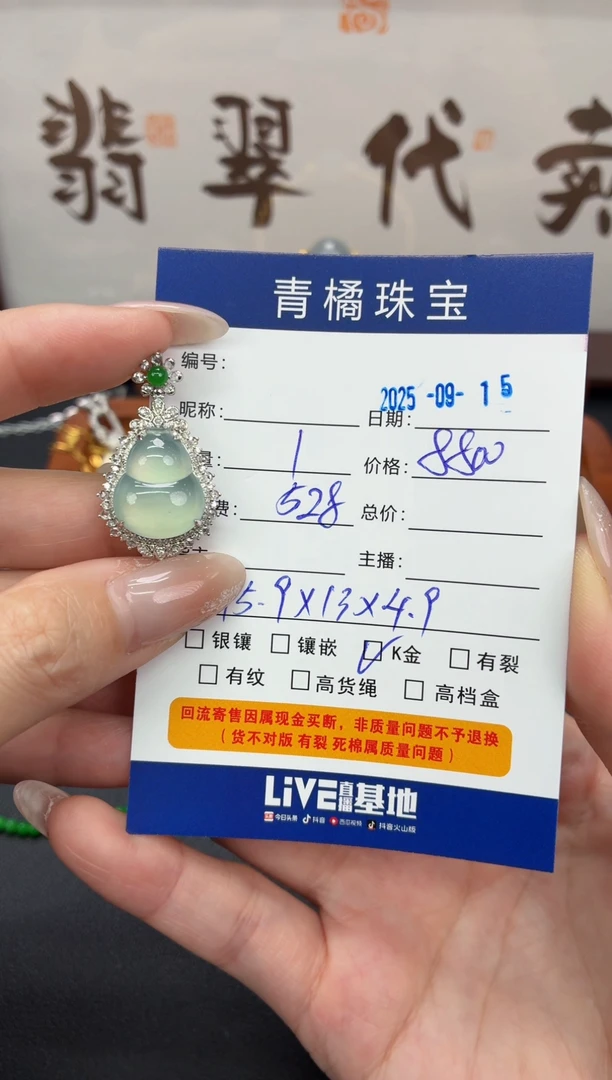 翡翠代卖
青橘珠宝
编号：
2025-09-15
昵称： 日期：
量： 1 价格： 8800
费： 528 总价：
主播：
5.9X13X4.9
□ 银镶 □ 镶嵌 ☑ K金 □ 有裂
□ 有纹 □ 高货绳 □ 高档盒
回流寄售因属现金买断，非质量问题不予退换
（货不对版 有裂 死棉属质量问题）
LiVE直播基地
今日头条 抖音 西瓜视频 抖音火山版